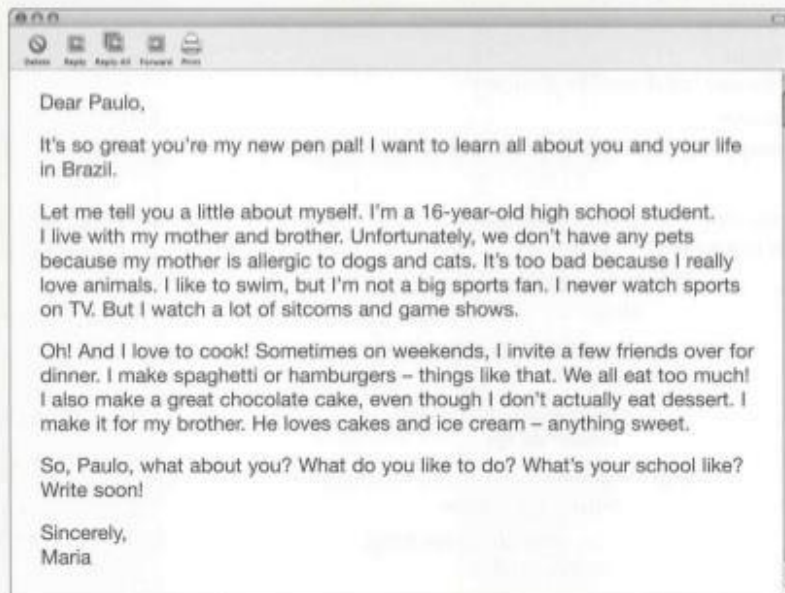 Delete Reply Reply All Forward Print
Dear Paulo,
It's so great you're my new pen pal! I want to learn all about you and your life
in Brazil.
Let me tell you a little about myself. I'm a 16-year-old high school student.
I live with my mother and brother. Unfortunately, we don't have any pets
because my mother is allergic to dogs and cats. It's too bad because I really
love animals. I like to swim, but I'm not a big sports fan. I never watch sports
on TV. But I watch a lot of sitcoms and game shows.
Oh! And I love to cook! Sometimes on weekends, I invite a few friends over for
dinner. I make spaghetti or hamburgers – things like that. We all eat too much!
I also make a great chocolate cake, even though I don't actually eat dessert. I
make it for my brother. He loves cakes and ice cream – anything sweet.
So, Paulo, what about you? What do you like to do? What's your school like?
Write soon!
Sincerely,
Maria